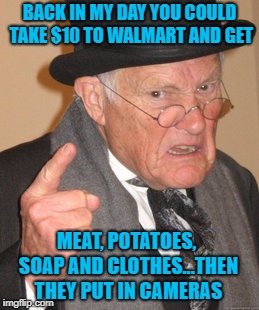 BACK IN MY DAY YOU COULD
TAKE $10 TO WALMART AND GET
MEAT, POTATOES,
SOAP AND CLOTHES...THEN
THEY PUT IN CAMERAS
imgflip.com